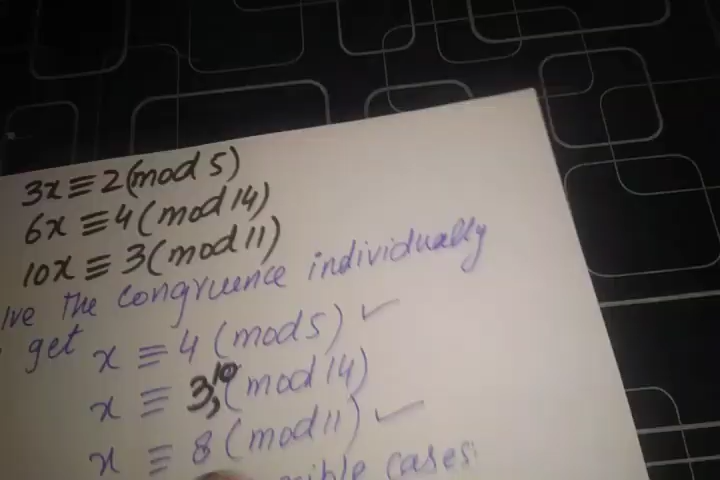 3x ≡ 2(mod 5)
6x ≡ 4(mod 14)
10x ≡ 3(mod 11)
the congruence individually
get x ≡ 4 (mod 5) ✓
x ≡ 3,10 (mod 14)
x ≡ 8 (mod 11) ✓
cases